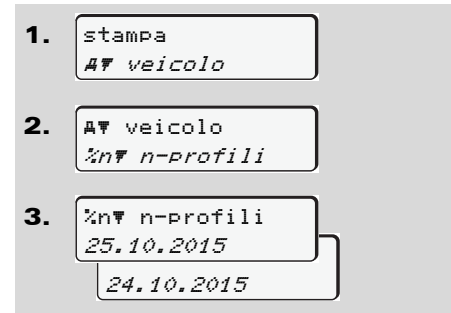 1. stampa
A▼ veicolo
2. A▼ veicolo
%n▼ n-profili
3. %n▼ n-profili
25.10.2015
24.10.2015